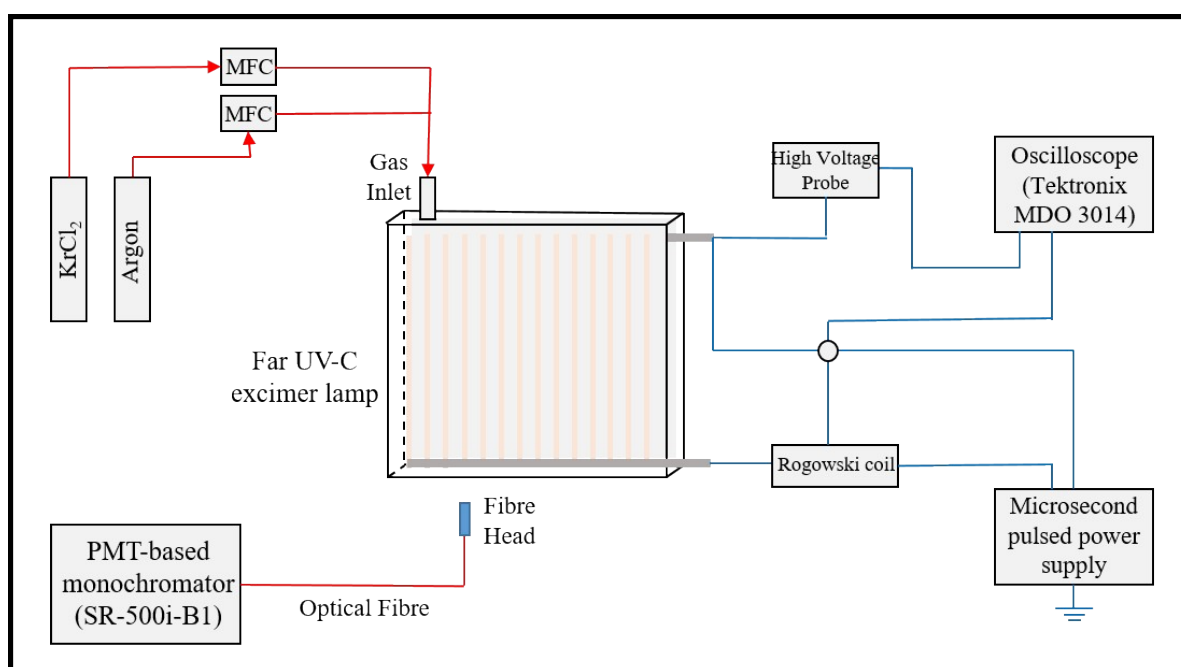 MFC
MFC
Gas
Inlet
KrCl₂
Argon
High Voltage
Probe
Oscilloscope
(Tektronix
MDO 3014)
Far UV-C
excimer lamp
Rogowski coil
Fibre
Head
Microsecond
pulsed power
supply
PMT-based
monochromator
(SR-500i-B1)
Optical Fibre